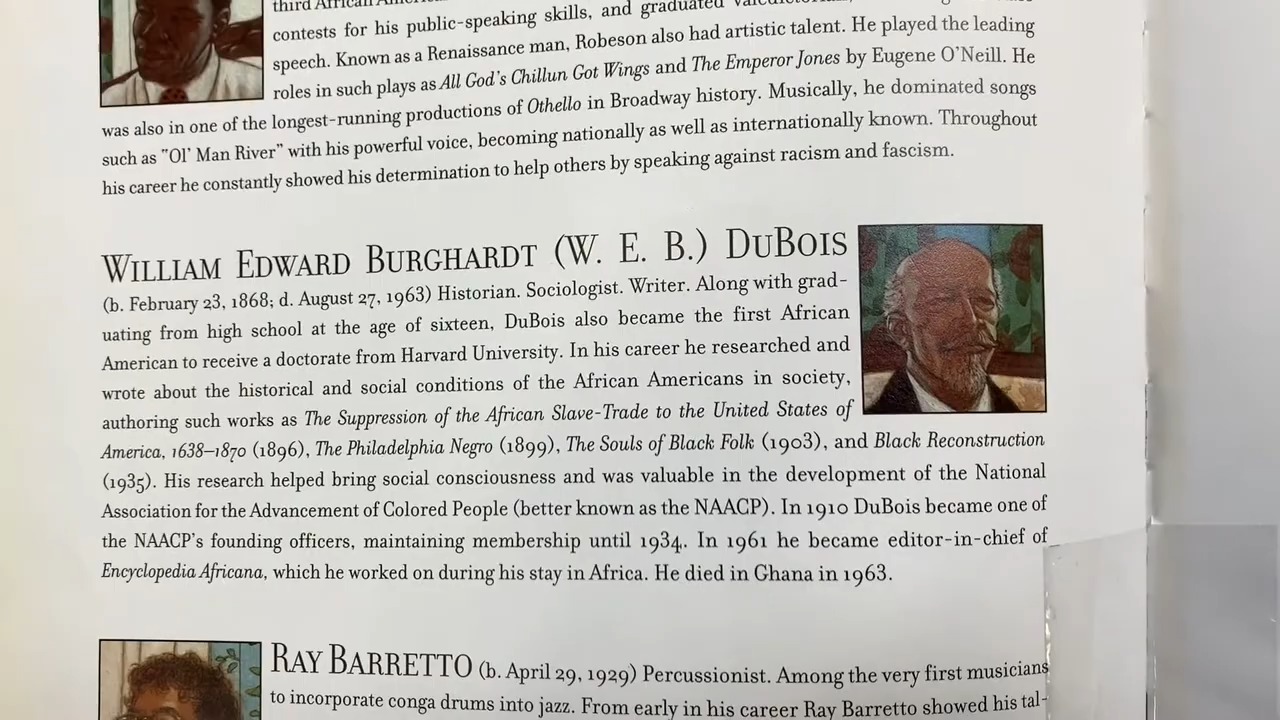 third African
contests for his public-speaking skills, and graduated
speech. Known as a Renaissance man, Robeson also had artistic talent. He played the leading
roles in such plays as All God's Chillun Got Wings and The Emperor Jones by Eugene O'Neill. He
was also in one of the longest-running productions of Othello in Broadway history. Musically, he dominated songs
such as "Ol' Man River" with his powerful voice, becoming nationally as well as internationally known. Throughout
his career he constantly showed his determination to help others by speaking against racism and fascism.
WILLIAM EDWARD BURGHARDT (W. E. B.) DUBOIS
(b. February 23, 1868; d. August 27, 1963) Historian. Sociologist. Writer. Along with grad-
uating from high school at the age of sixteen, DuBois also became the first African
American to receive a doctorate from Harvard University. In his career he researched and
wrote about the historical and social conditions of the African Americans in society,
authoring such works as The Suppression of the African Slave-Trade to the United States of
America, 1638–1870 (1896), The Philadelphia Negro (1899), The Souls of Black Folk (1903), and Black Reconstruction
(1935). His research helped bring social consciousness and was valuable in the development of the National
Association for the Advancement of Colored People (better known as the NAACP). In 1910 DuBois became one of
the NAACP's founding officers, maintaining membership until 1934. In 1961 he became editor-in-chief of
Encyclopedia Africana, which he worked on during his stay in Africa. He died in Ghana in 1963.
RAY BARRETTO (b. April 29, 1929) Percussionist. Among the very first musicians
to incorporate conga drums into jazz. From early in his career Ray Barretto showed his tal-